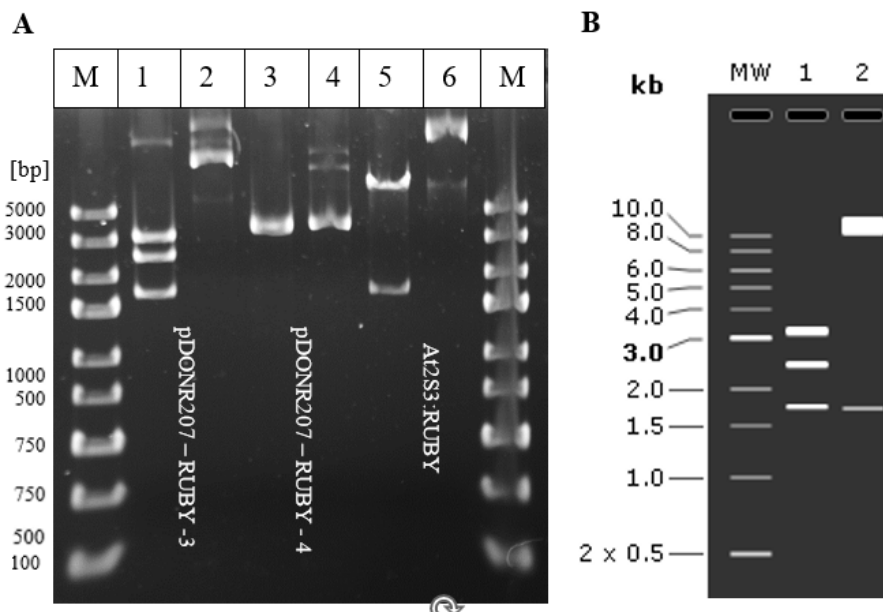 A
M 1 2 3 4 5 6 M
[bp]
5000
3000
2000
1500
1000
500
750
750
500
100
pDONR207 – RUBY -3
pDONR207 – RUBY - 4
At2S3:RUBY
B
kb MW 1 2
10.0
8.0
6.0
5.0
4.0
3.0
2.0
1.5
1.0
2 x 0.5